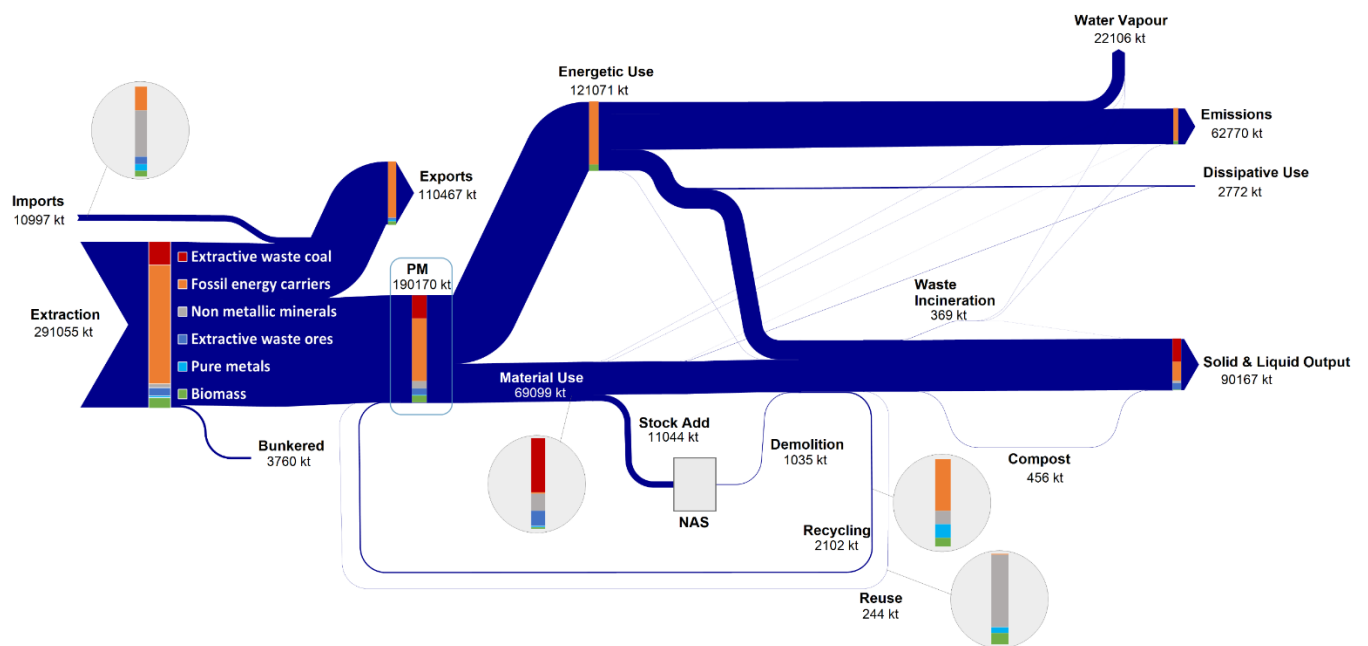 Water Vapour
22106 kt
Energetic Use
121071 kt
Emissions
62770 kt
Exports
110467 kt
Dissipative Use
2772 kt
Imports
10997 kt
Extractive waste coal
Fossil energy carriers
Non metallic minerals
Extractive waste ores
Pure metals
Biomass
PM
190170 kt
Extraction
291055 kt
Waste
Incineration
369 kt
Solid & Liquid Output
90167 kt
Material Use
69099 kt
Bunkered
3760 kt
Stock Add
11044 kt
Demolition
1035 kt
Compost
456 kt
NAS
Recycling
2102 kt
Reuse
244 kt